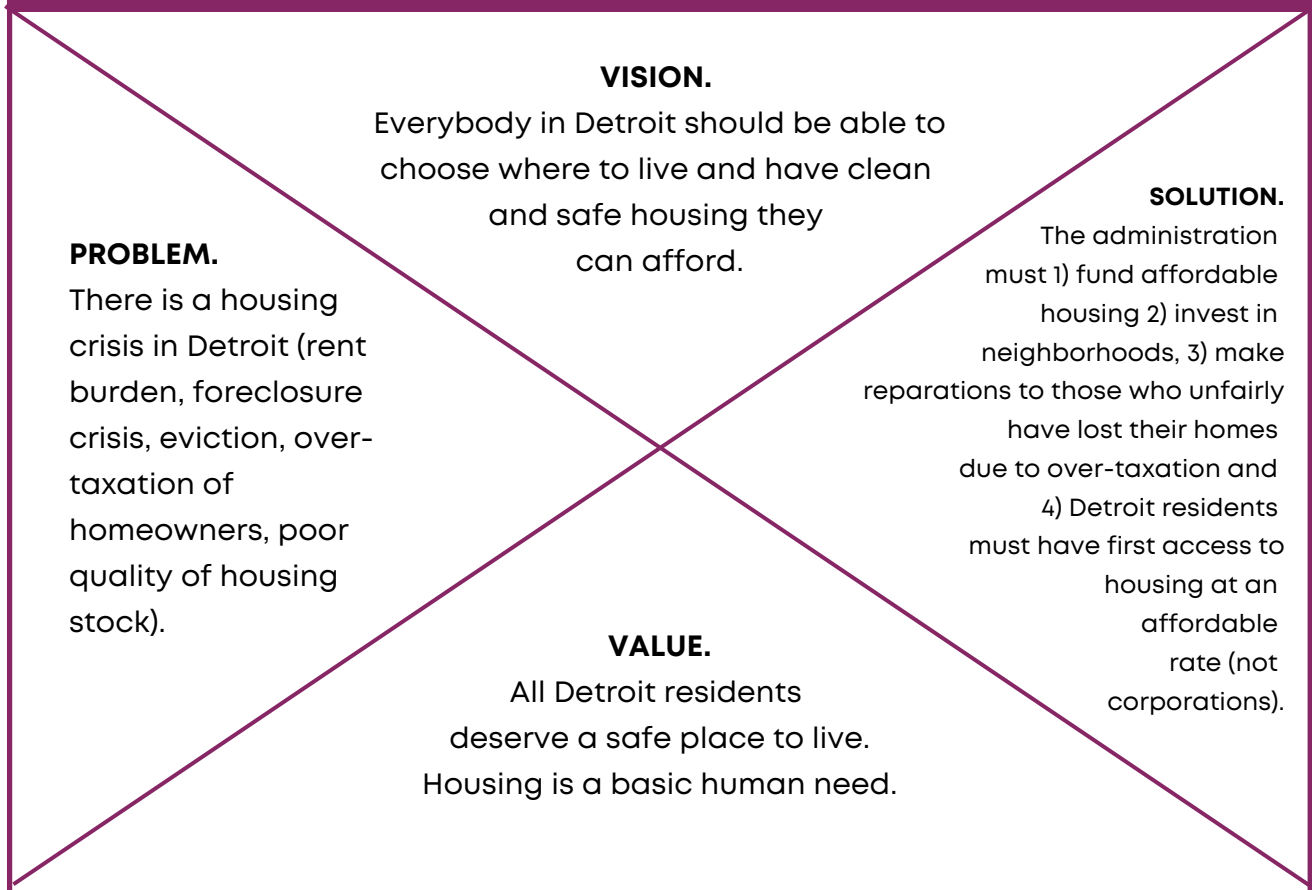 VISION.
Everybody in Detroit should be able to
choose where to live and have clean
and safe housing they
can afford.
PROBLEM.
There is a housing
crisis in Detroit (rent
burden, foreclosure
crisis, eviction, over-
taxation of
homeowners, poor
quality of housing
stock).
SOLUTION.
The administration
must 1) fund affordable
housing 2) invest in
neighborhoods, 3) make
reparations to those who unfairly
have lost their homes
due to over-taxation and
4) Detroit residents
must have first access to
housing at an
affordable
rate (not
corporations).
VALUE.
All Detroit residents
deserve a safe place to live.
Housing is a basic human need.